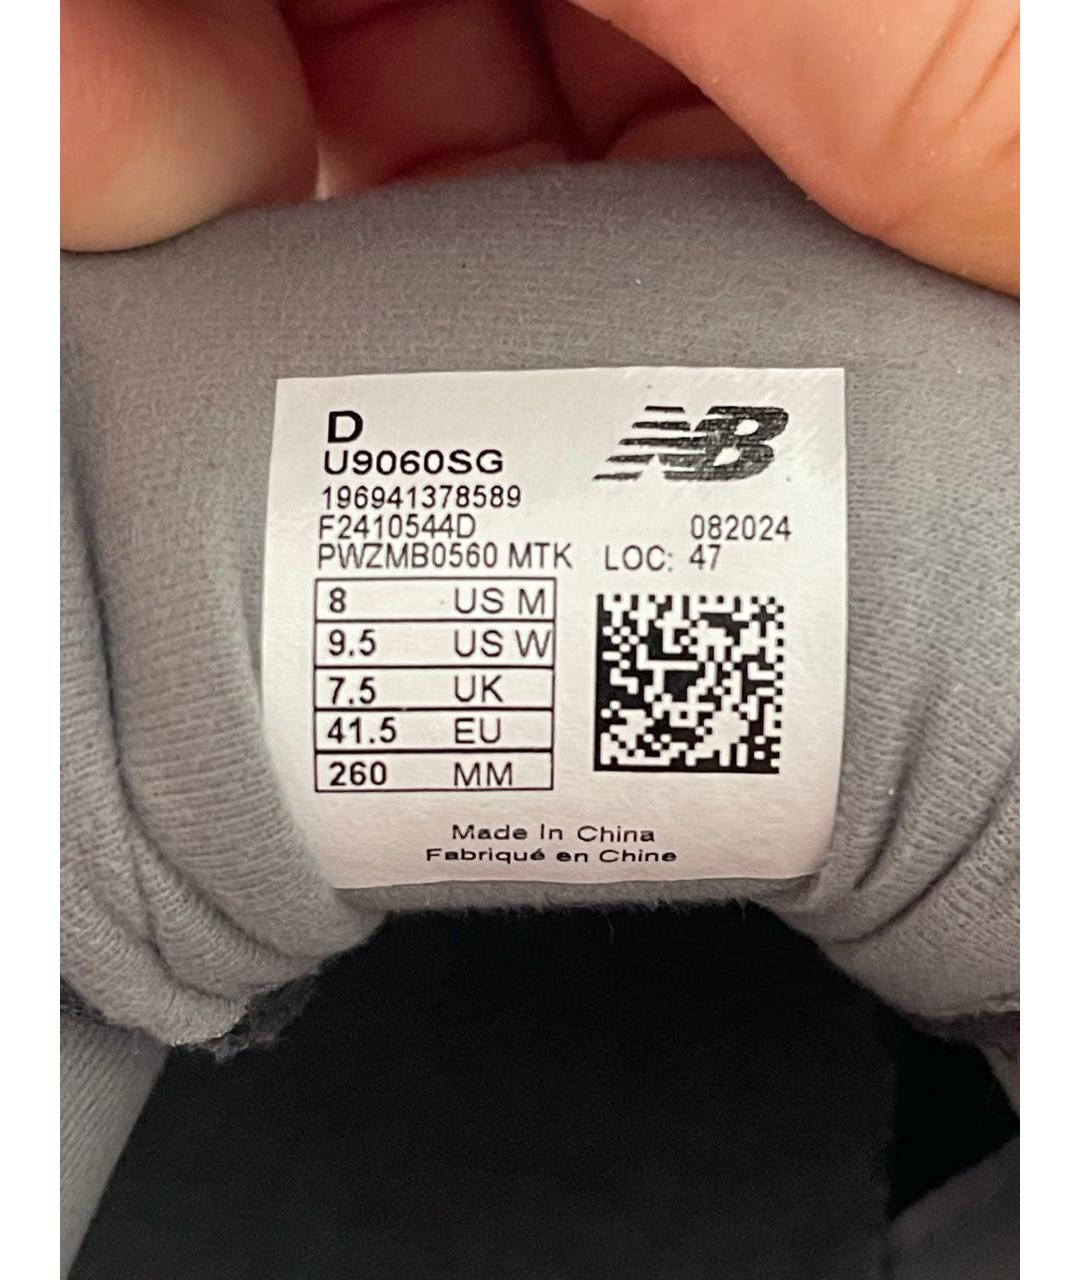 D
NB
U9060SG
196941378589
F2410544D 082024
PWZMB0560 MTK LOC: 47
8 US M
9.5 US W
7.5 UK
41.5 EU
260 MM
Made In China
Fabriqué en Chine